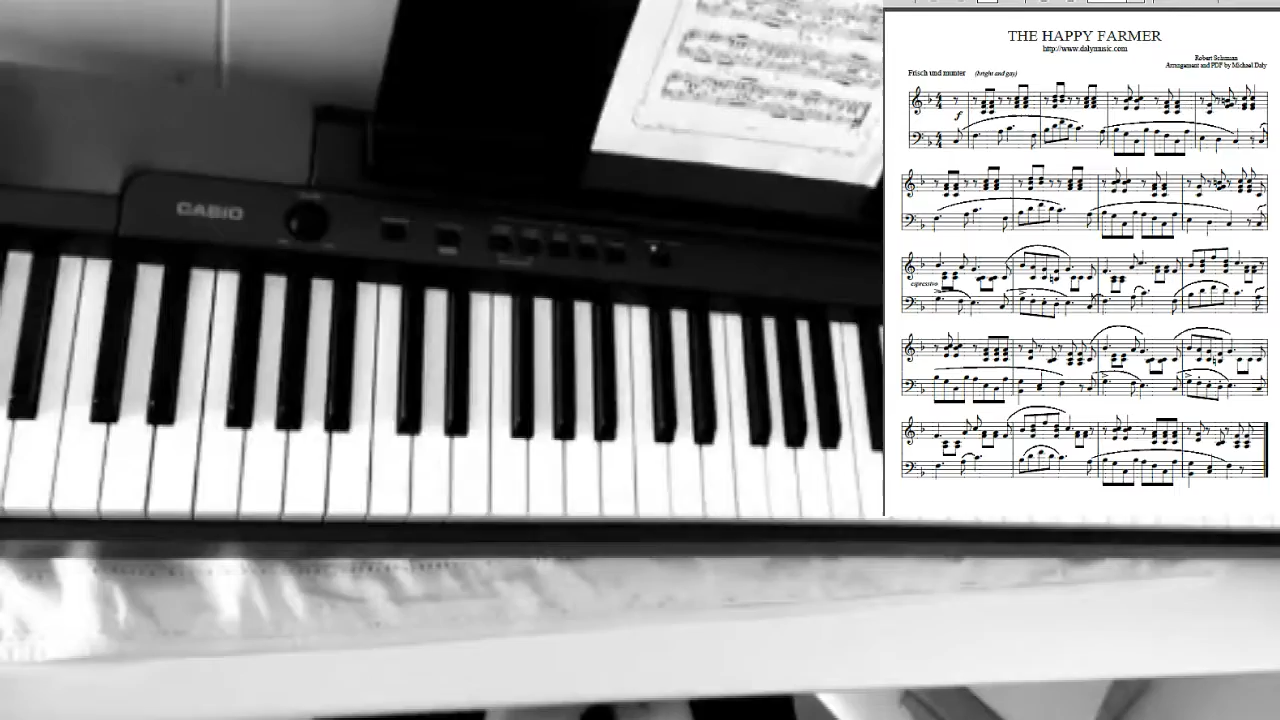 CASIO
THE HAPPY FARMER
http://www.dalymusic.com
Robert Schuman
Arrangement and PDF by Michael Daly
Frisch und munter (bright and gay)
f
espressivo